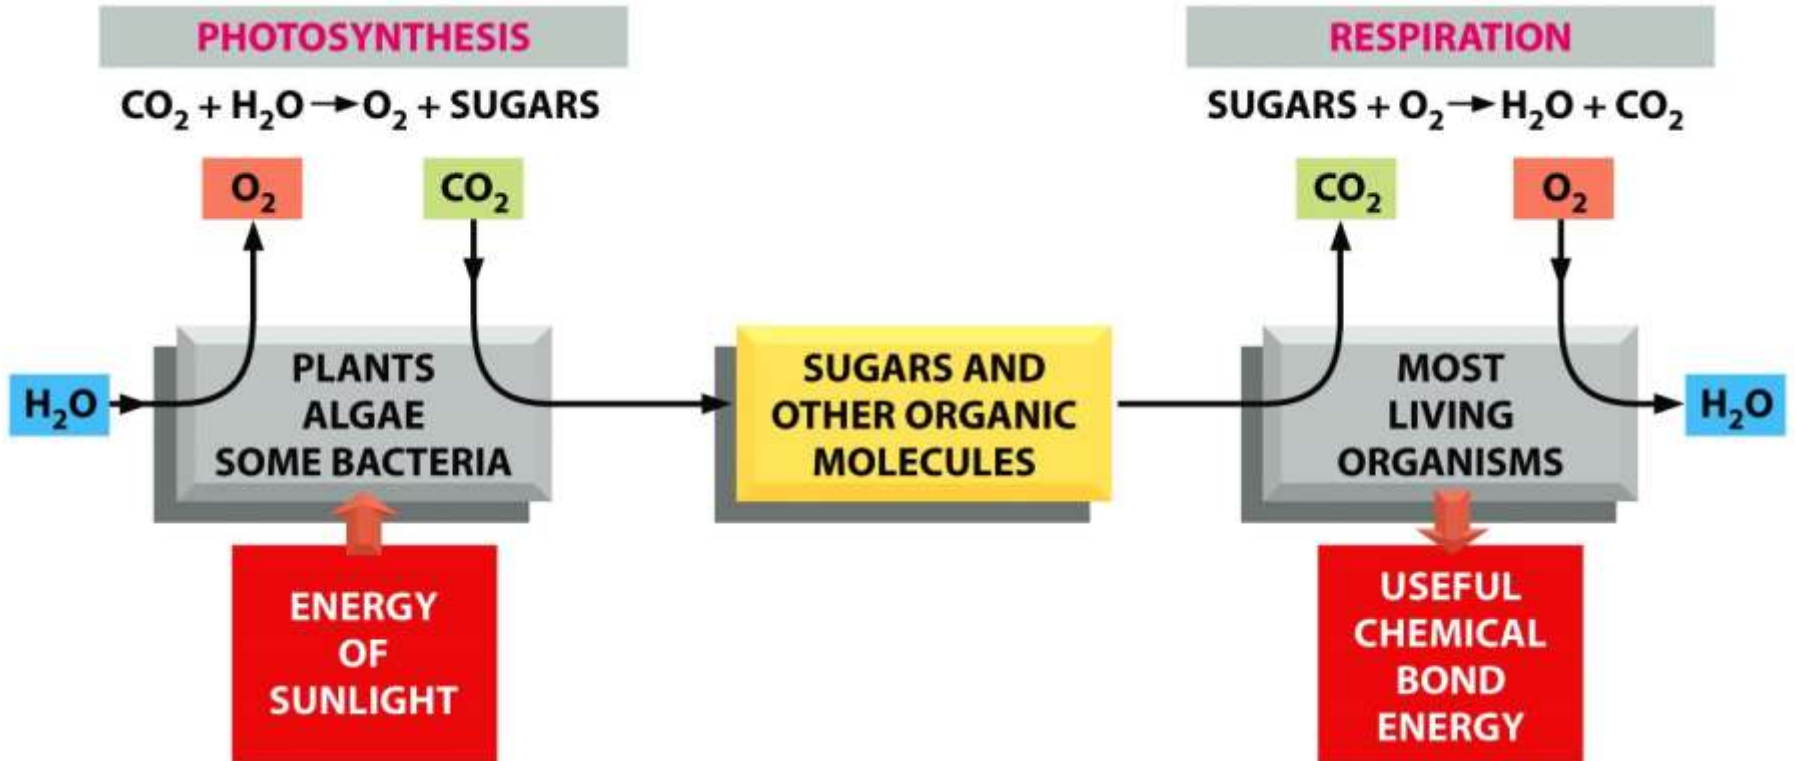 PHOTOSYNTHESIS
CO₂ + H₂O → O₂ + SUGARS
O₂
CO₂
H₂O
PLANTS
ALGAE
SOME BACTERIA
ENERGY
OF
SUNLIGHT
SUGARS AND
OTHER ORGANIC
MOLECULES
RESPIRATION
SUGARS + O₂ → H₂O + CO₂
CO₂
O₂
MOST
LIVING
ORGANISMS
H₂O
USEFUL
CHEMICAL
BOND
ENERGY